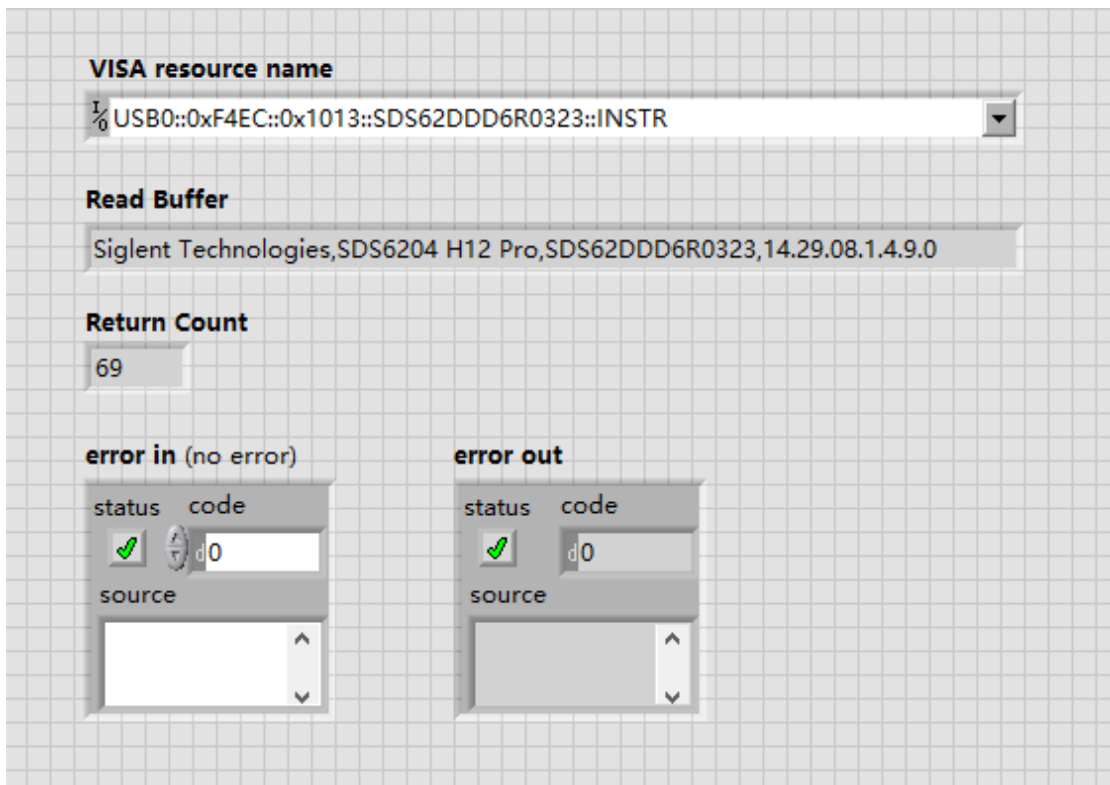 VISA resource name
USB0::0xF4EC::0x1013::SDS62DDD6R0323::INSTR
Read Buffer
Siglent Technologies,SDS6204 H12 Pro,SDS62DDD6R0323,14.29.08.1.4.9.0
Return Count
69
error in (no error) error out
status code status code
d0 d0
source source